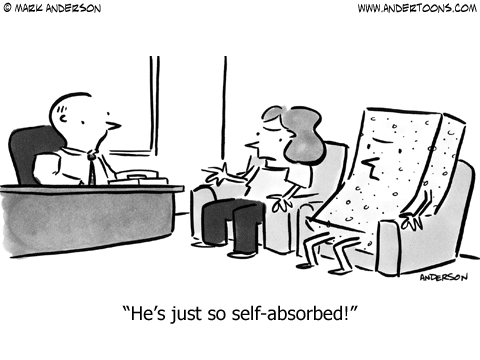 © MARK ANDERSON
WWW.ANDERTOONS.COM
ANDERSON
“He’s just so self-absorbed!”